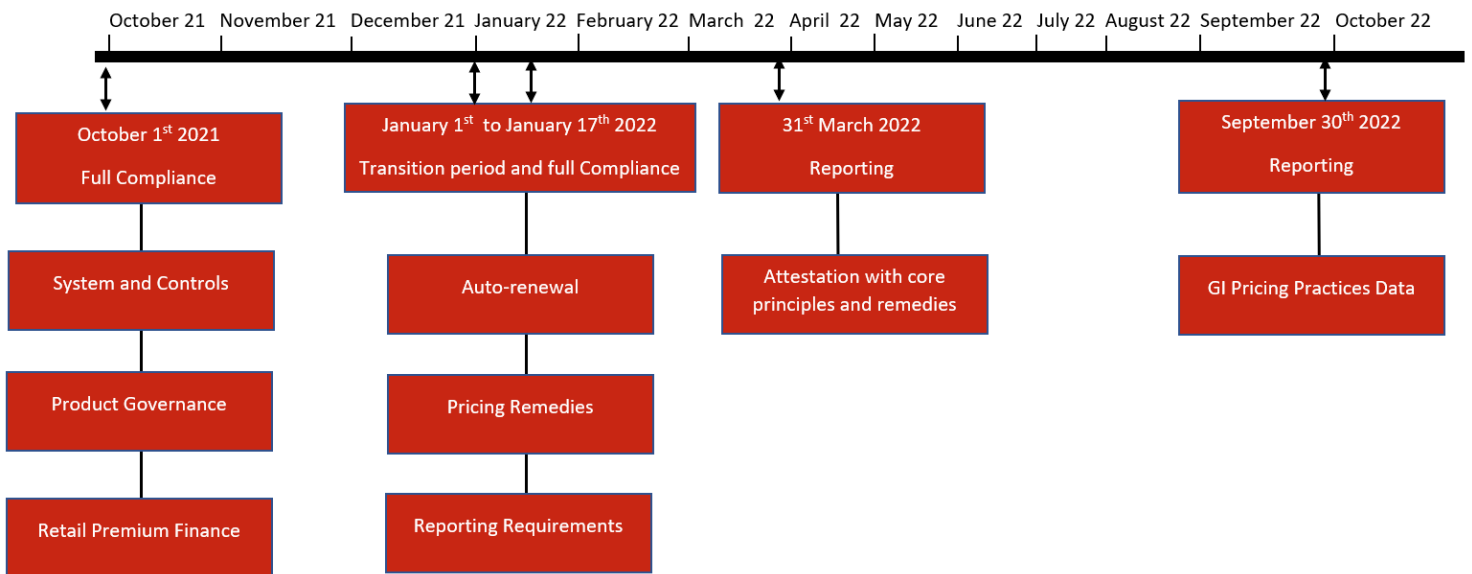 October 21 November 21 December 21 January 22 February 22 March 22 April 22 May 22 June 22 July 22 August 22 September 22 October 22
October 1st 2021
Full Compliance
System and Controls
Product Governance
Retail Premium Finance
January 1st to January 17th 2022
Transition period and full Compliance
Auto-renewal
Pricing Remedies
Reporting Requirements
31st March 2022
Reporting
Attestation with core
principles and remedies
September 30th 2022
Reporting
GI Pricing Practices Data